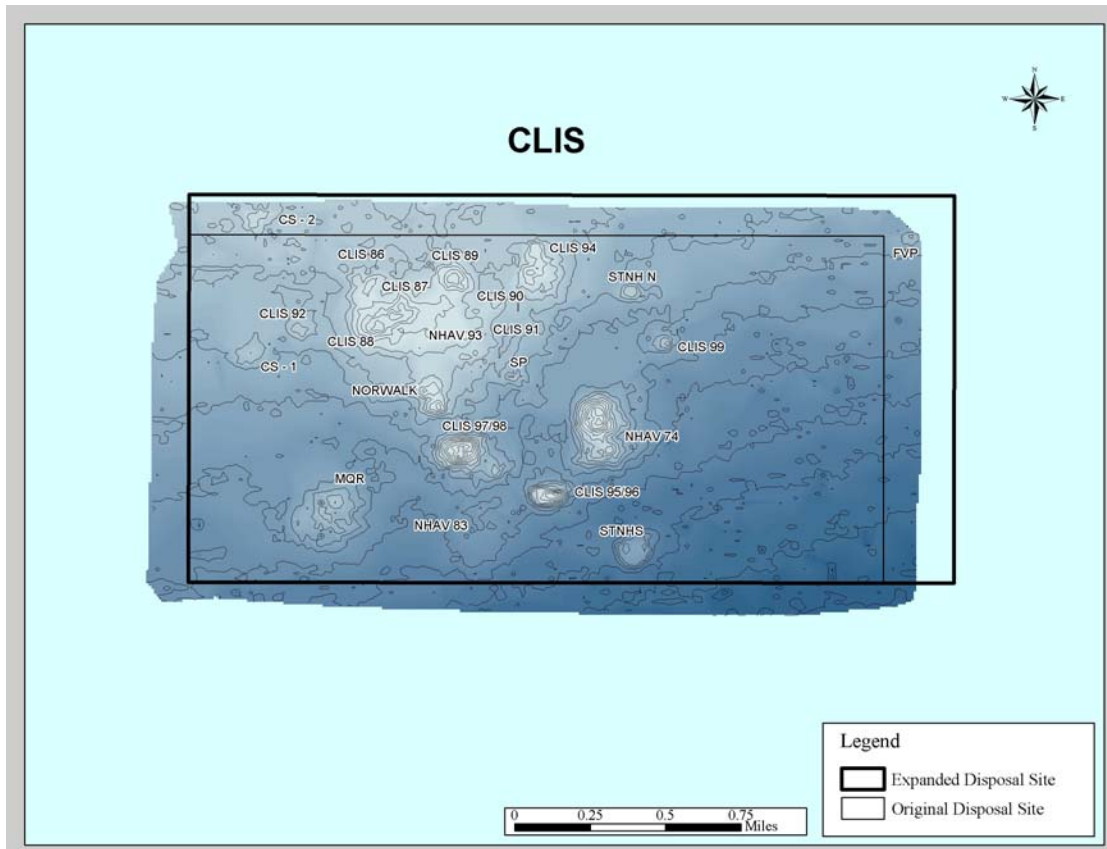 N
W E
S
CLIS
CS - 2
CLIS 86
CLIS 89
CLIS 94
FVP
CLIS 87
STNH N
CLIS 90
CLIS 92
CLIS 91
NHAV 93
CLIS 88
CLIS 99
CS - 1
SP
NORWALK
CLIS 97/98
NHAV 74
MQR
CLIS 95/96
NHAV 83
STNHS
Legend
Expanded Disposal Site
Original Disposal Site
0 0.25 0.5 0.75
Miles